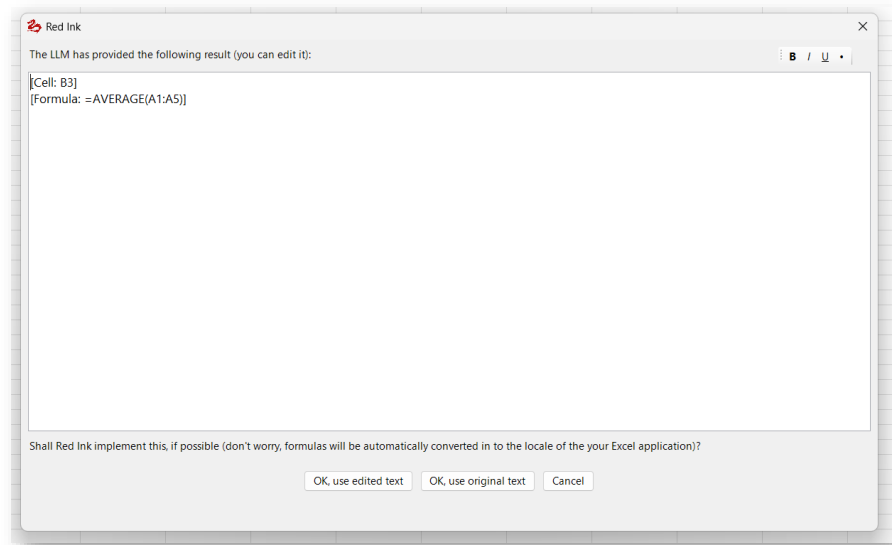 Red Ink
The LLM has provided the following result (you can edit it):
B I U •
[Cell: B3]
[Formula: =AVERAGE(A1:A5)]
Shall Red Ink implement this, if possible (don't worry, formulas will be automatically converted in to the locale of the your Excel application)?
OK, use edited text OK, use original text Cancel